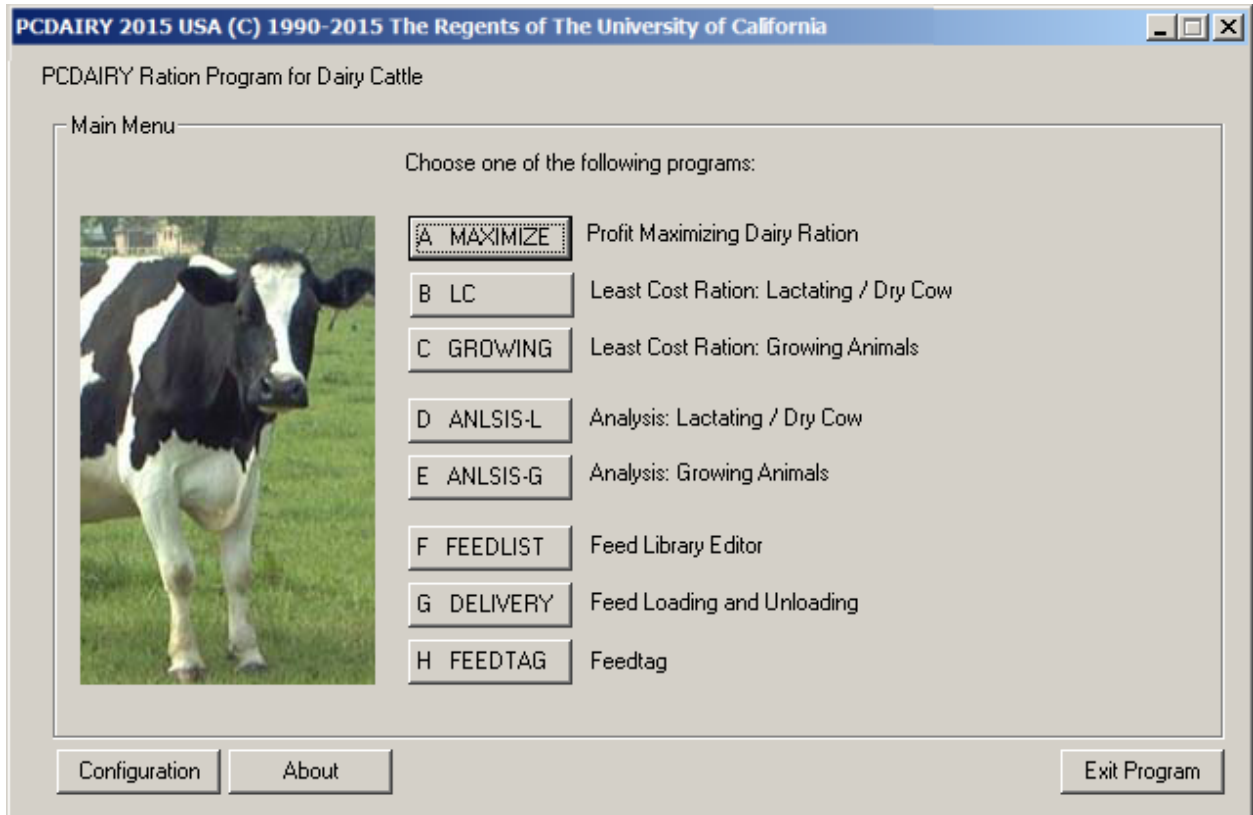 PCDAIRY 2015 USA (C) 1990-2015 The Regents of The University of California
PCDAIRY Ration Program for Dairy Cattle
Main Menu
Choose one of the following programs:
A MAXIMIZE Profit Maximizing Dairy Ration
B LC Least Cost Ration: Lactating / Dry Cow
C GROWING Least Cost Ration: Growing Animals
D ANLSIS-L Analysis: Lactating / Dry Cow
E ANLSIS-G Analysis: Growing Animals
F FEEDLIST Feed Library Editor
G DELIVERY Feed Loading and Unloading
H FEEDTAG Feedtag
Configuration About Exit Program